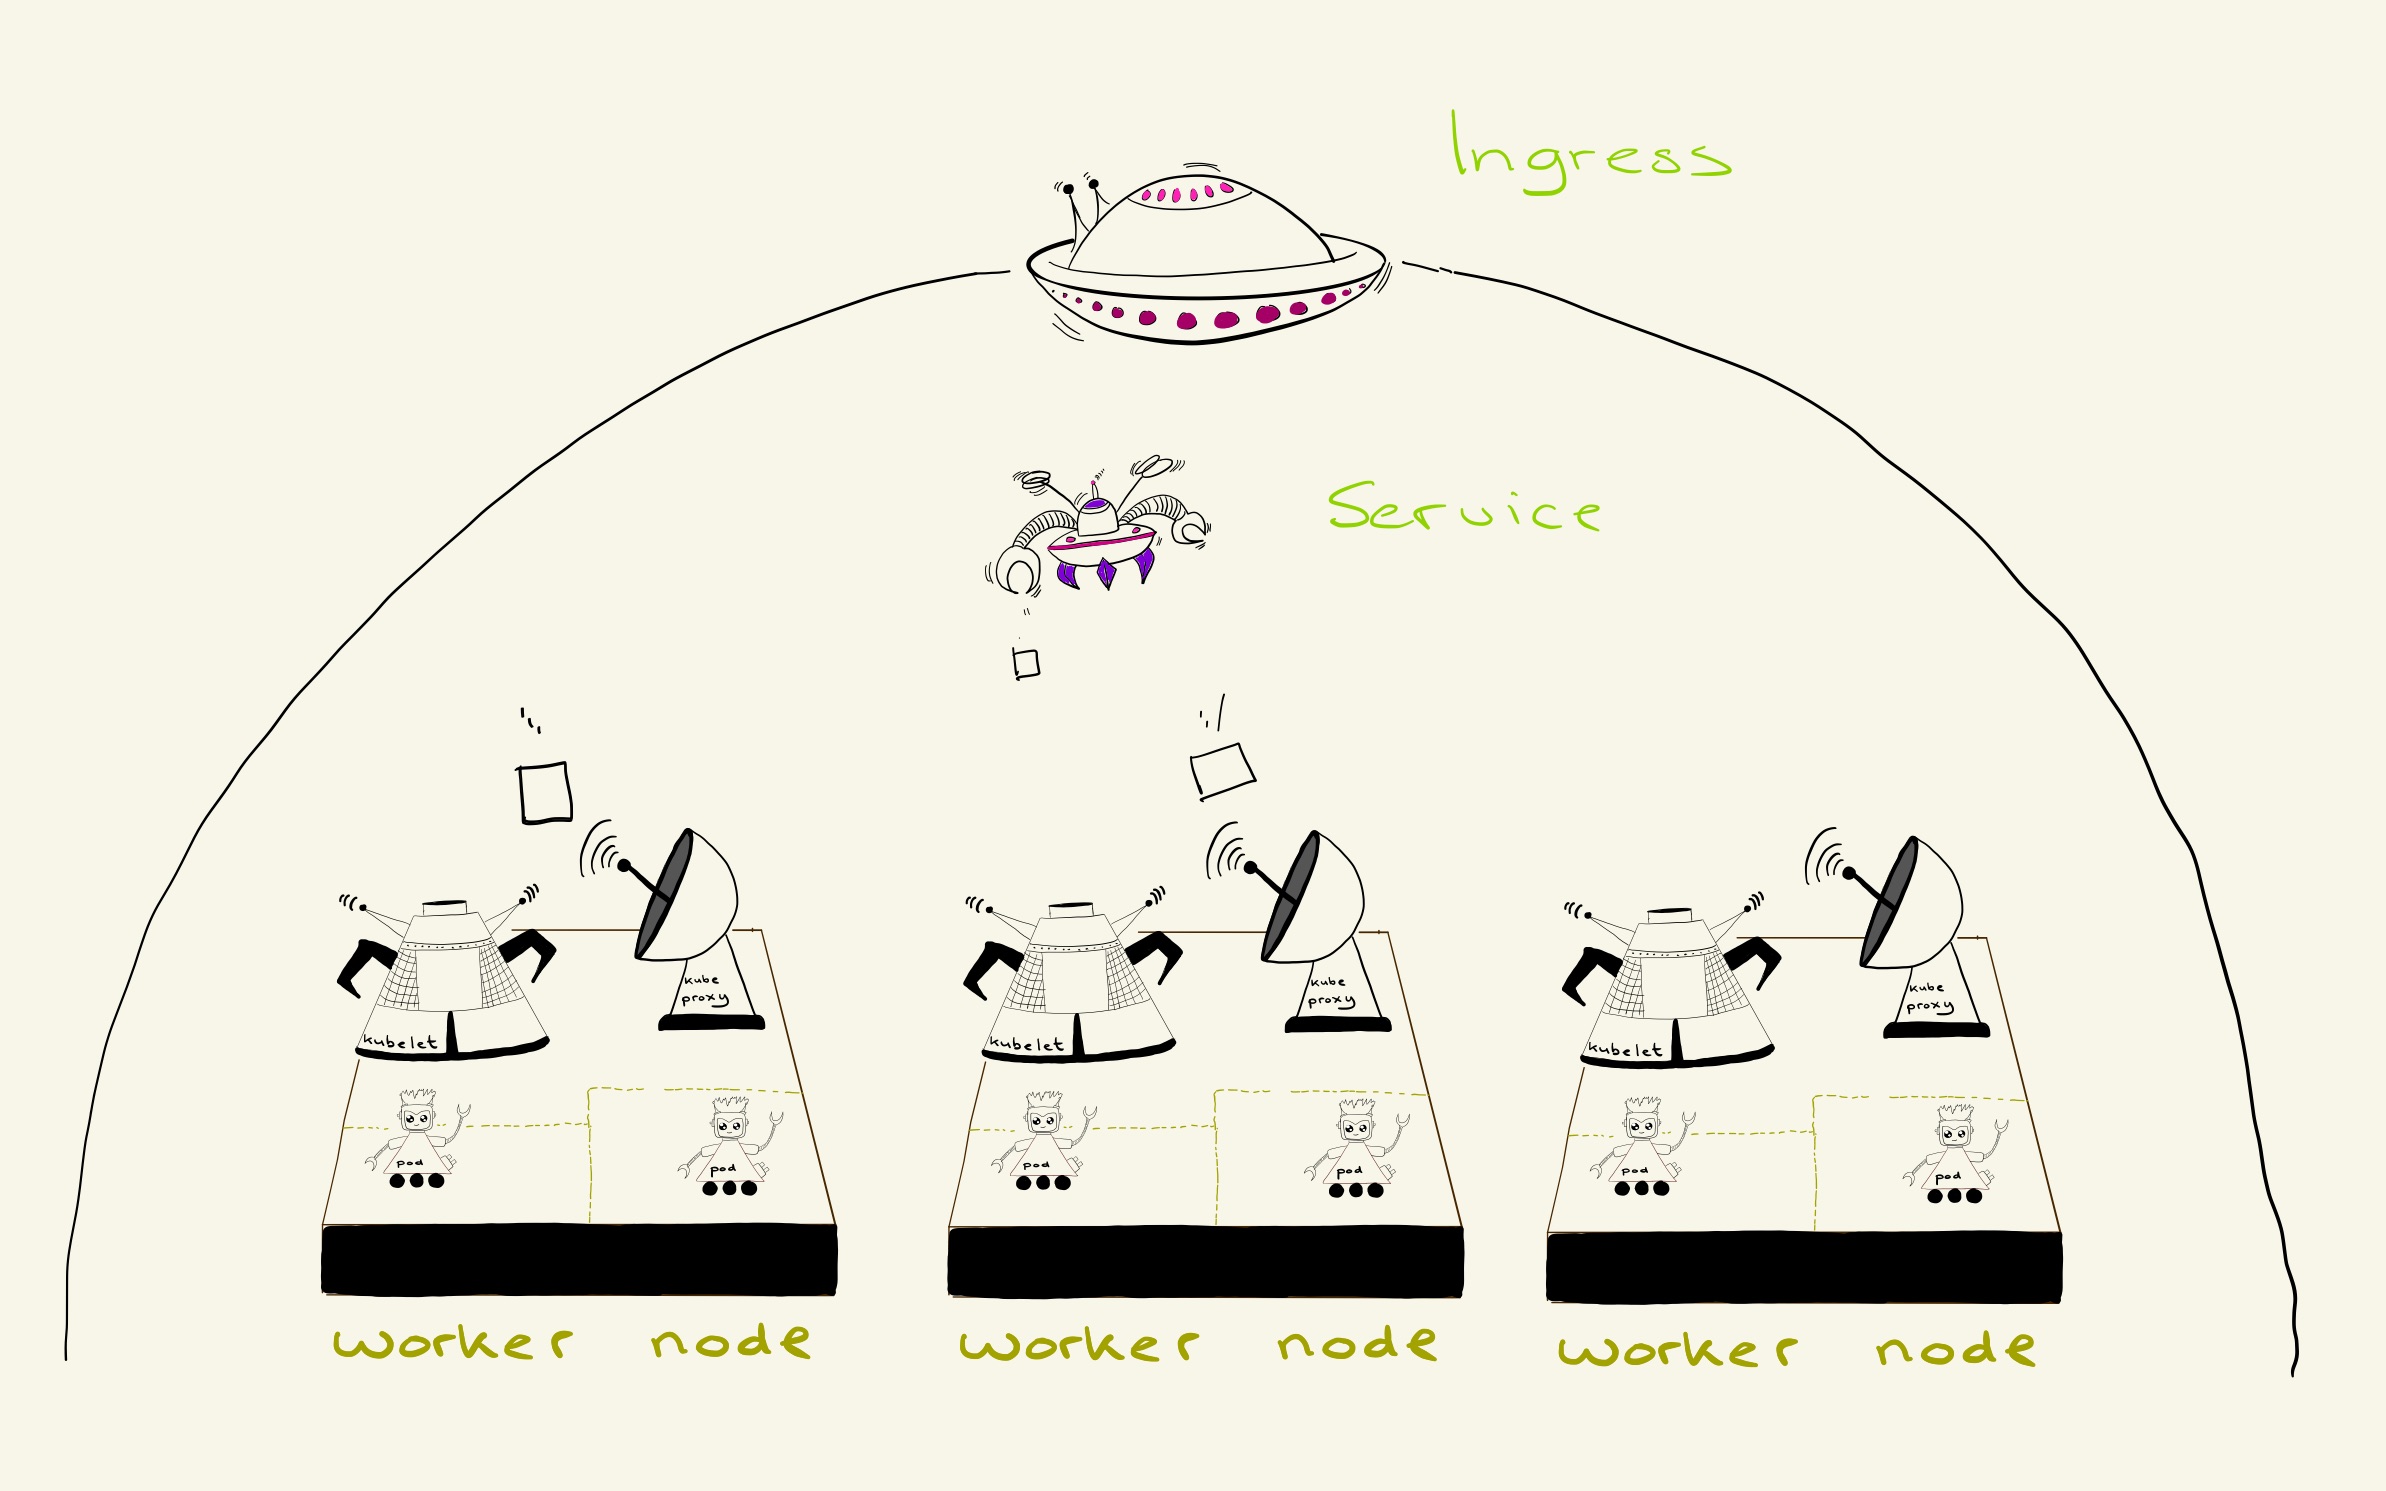 Ingress
Service
kube
proxy
kubelet
pod
pod
worker node
kube
proxy
kubelet
pod
pod
worker node
kube
proxy
kubelet
pod
pod
worker node